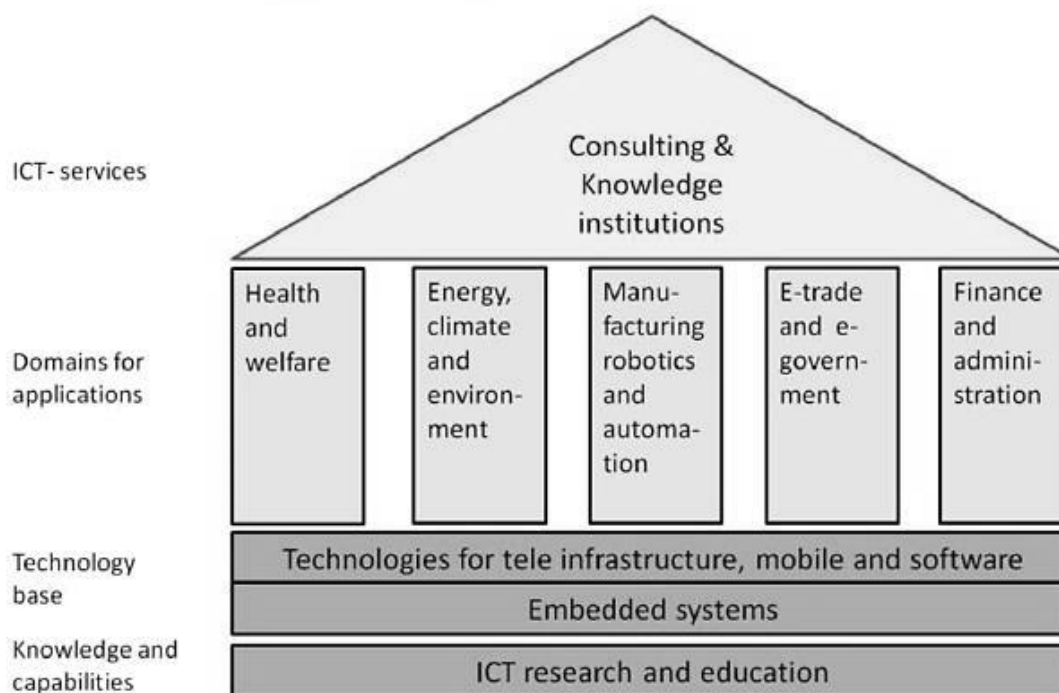 ICT- services
Consulting &
Knowledge
institutions
Domains for
applications
Health
and
welfare
Energy,
climate
and
environ-
ment
Manu-
facturing
robotics
and
automa-
tion
E-trade
and e-
govern-
ment
Finance
and
admini-
stration
Technology
base
Technologies for tele infrastructure, mobile and software
Embedded systems
Knowledge and
capabilities
ICT research and education